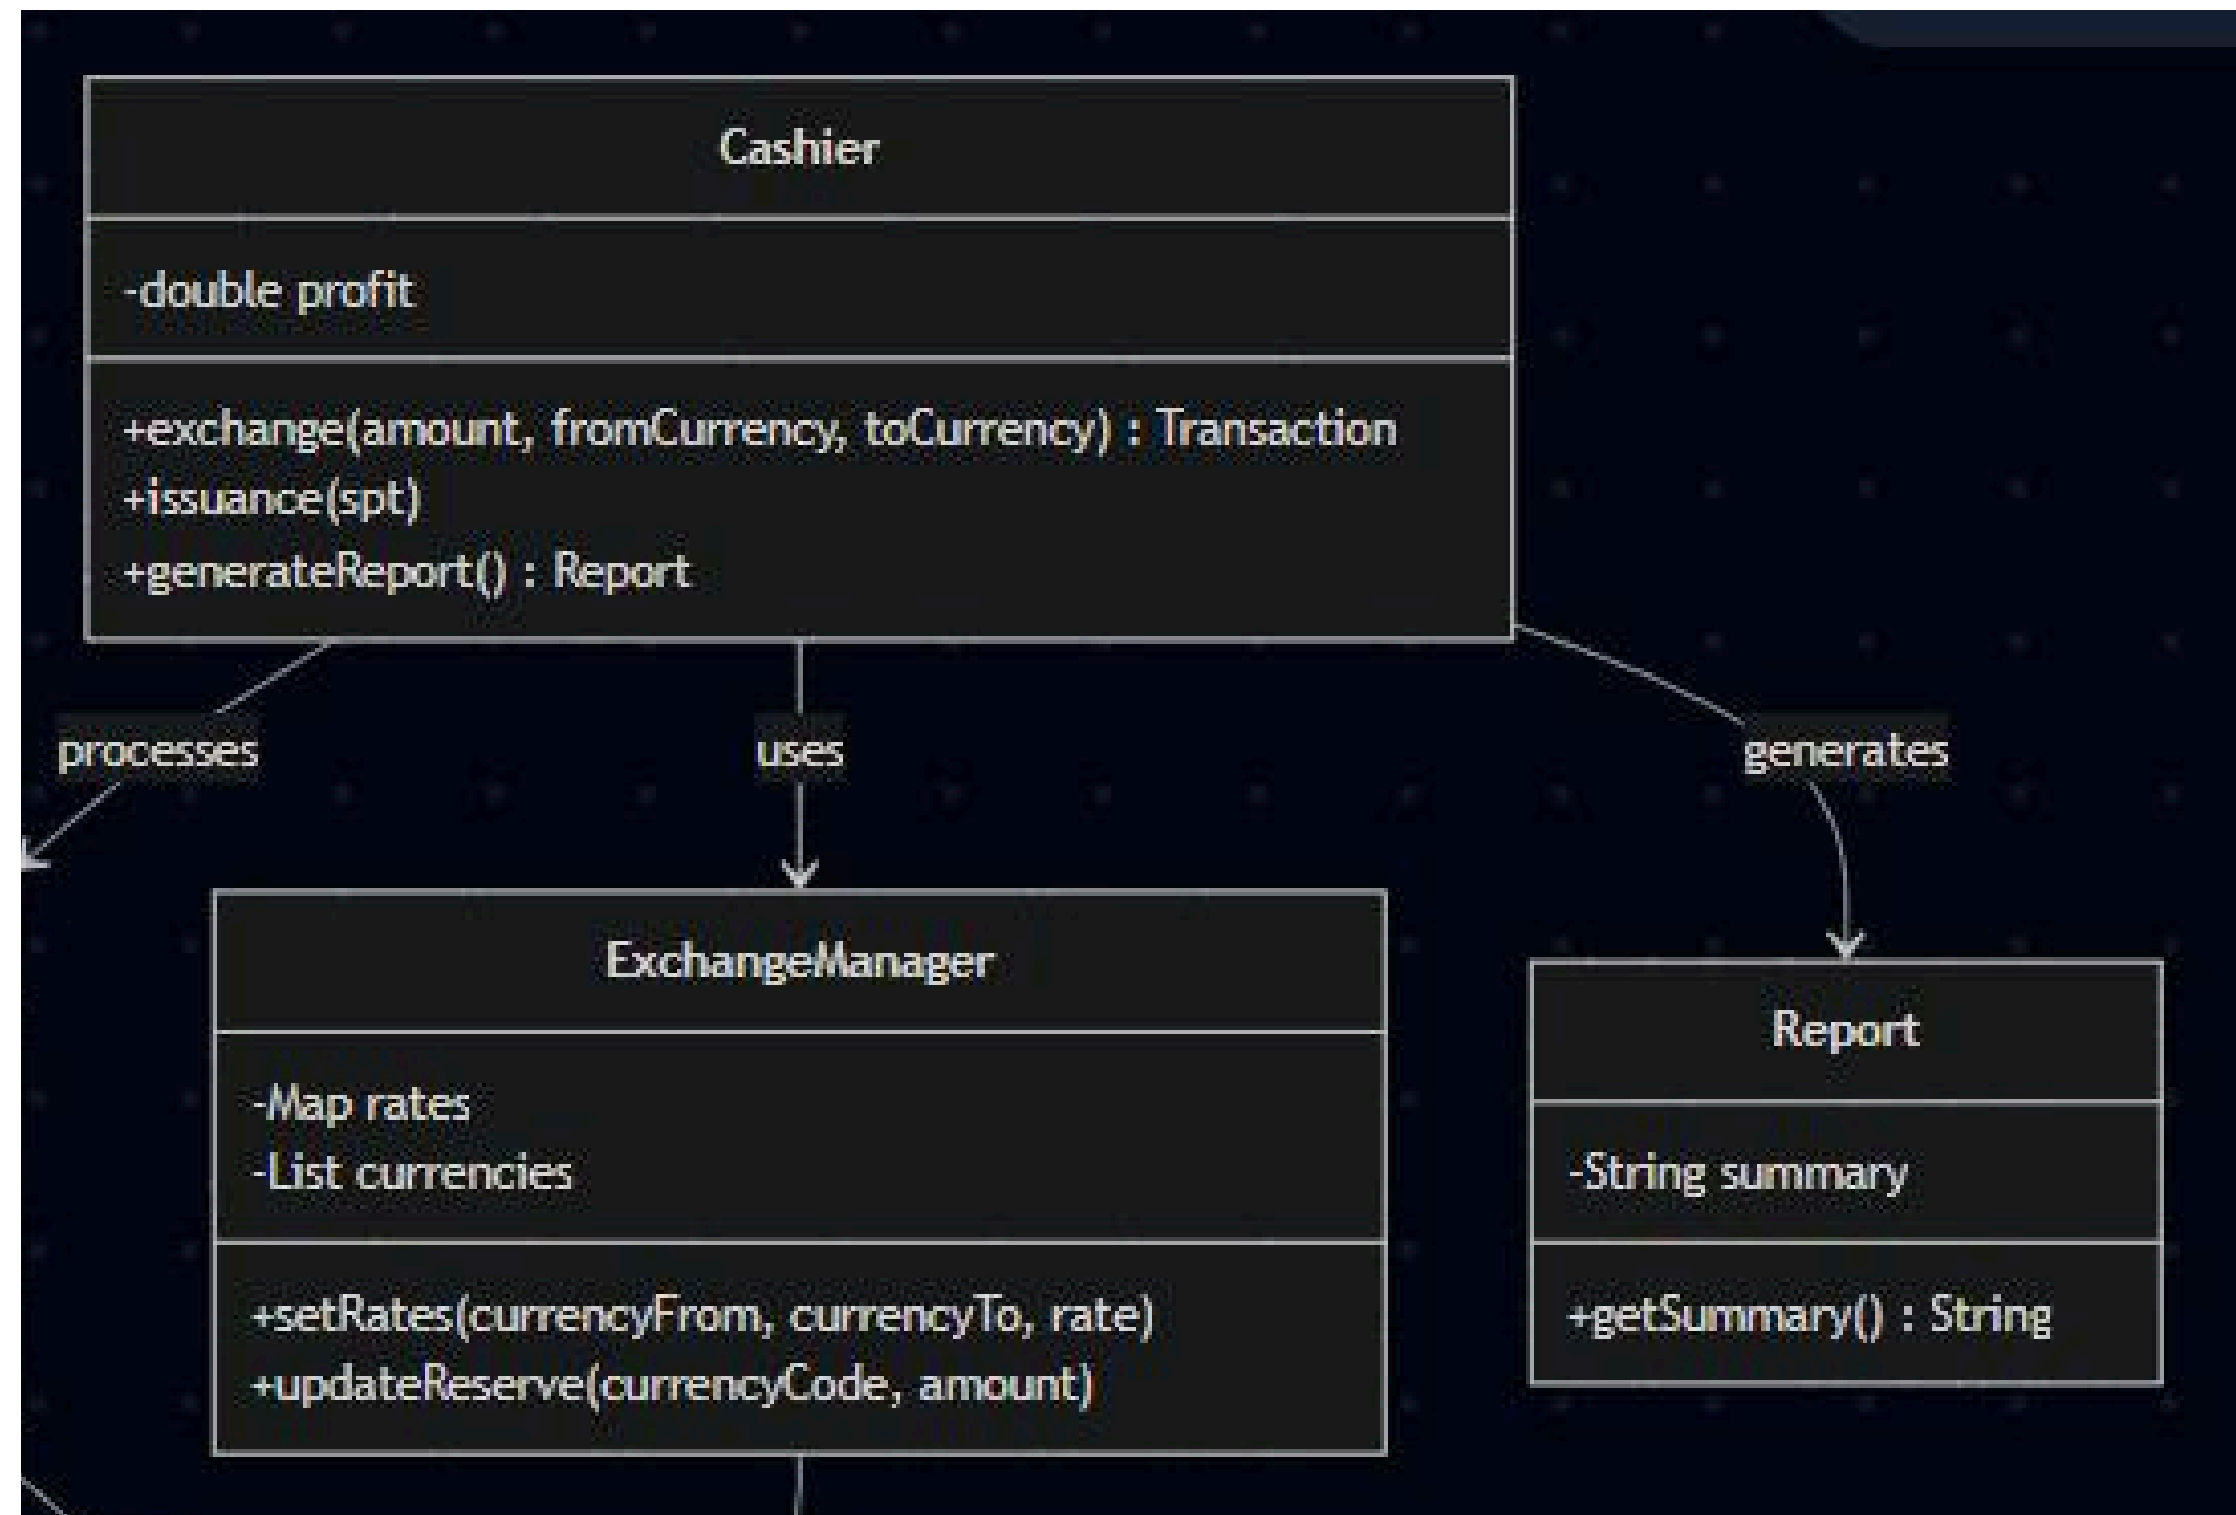 Cashier
-double profit
+exchange(amount, fromCurrency, toCurrency) : Transaction
+issuance(spt)
+generateReport() : Report
processes
uses
generates
ExchangeManager
-Map rates
-List currencies
+setRates(currencyFrom, currencyTo, rate)
+updateReserve(currencyCode, amount)
Report
-String summary
+getSummary() : String